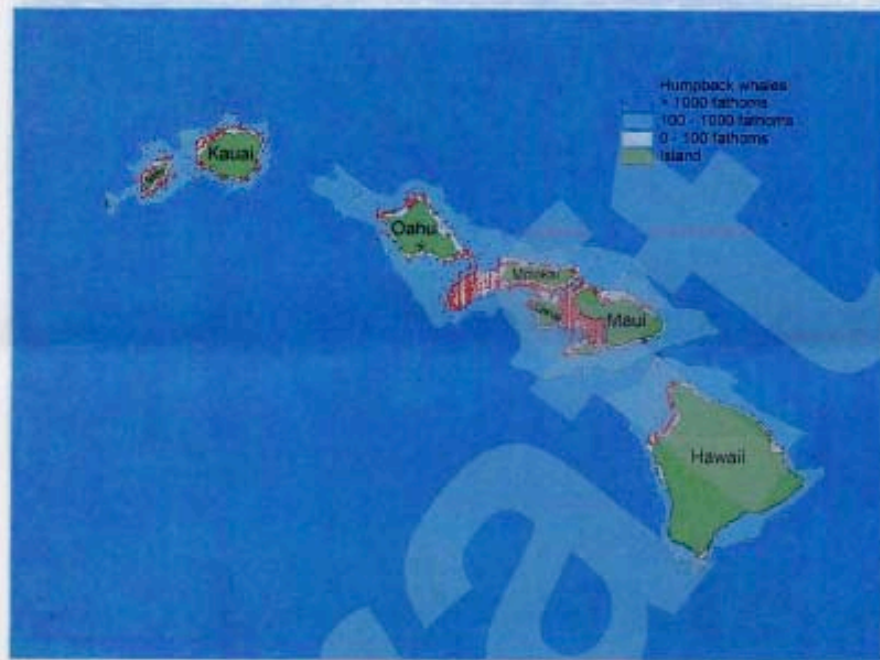 Humpback whales
> 1000 fathoms
100 - 1000 fathoms
0 - 100 fathoms
Island
Kauai
Oahu
Molokai
Maui
Hawaii